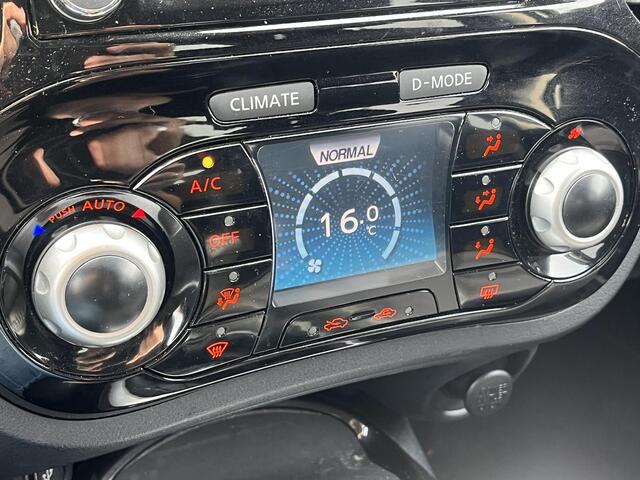 CLIMATE
D-MODE
NORMAL
A/C
PUSH AUTO
OFF
16.0
°C